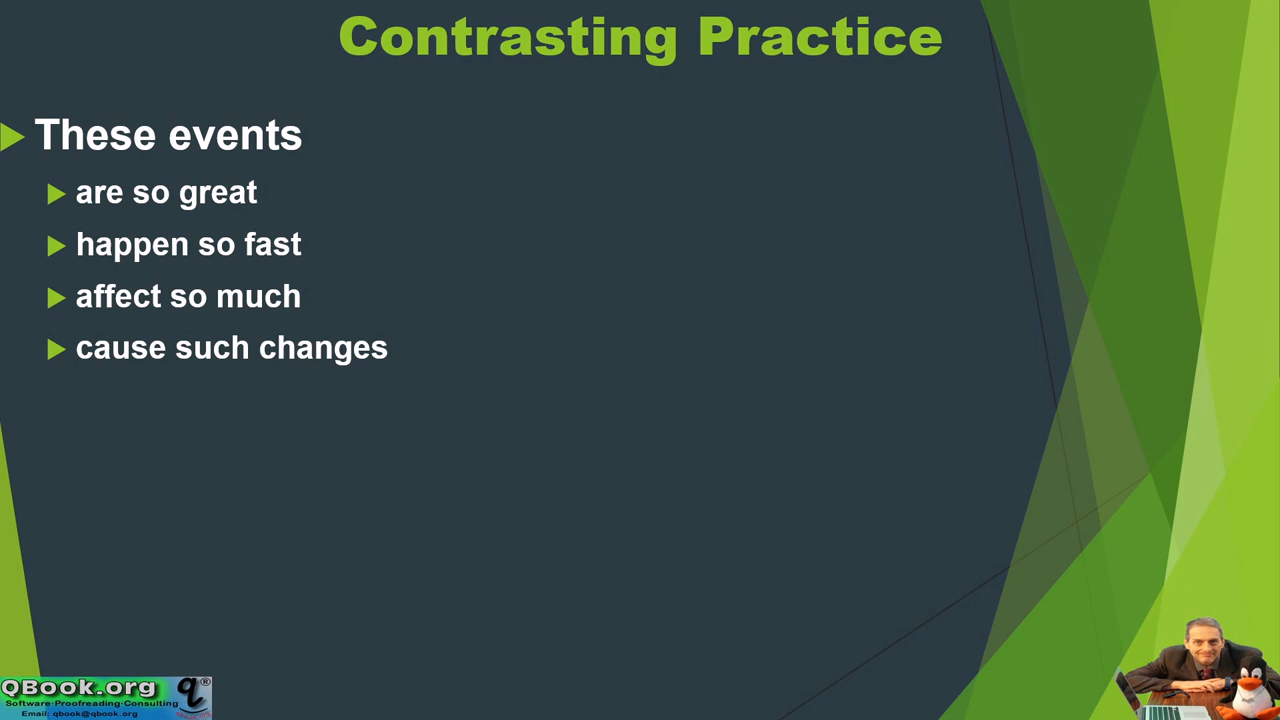 Contrasting Practice
These events
are so great
happen so fast
affect so much
cause such changes
QBook.org
Software·Proofreading·Consulting
Email: qbook@qbook.org
q®